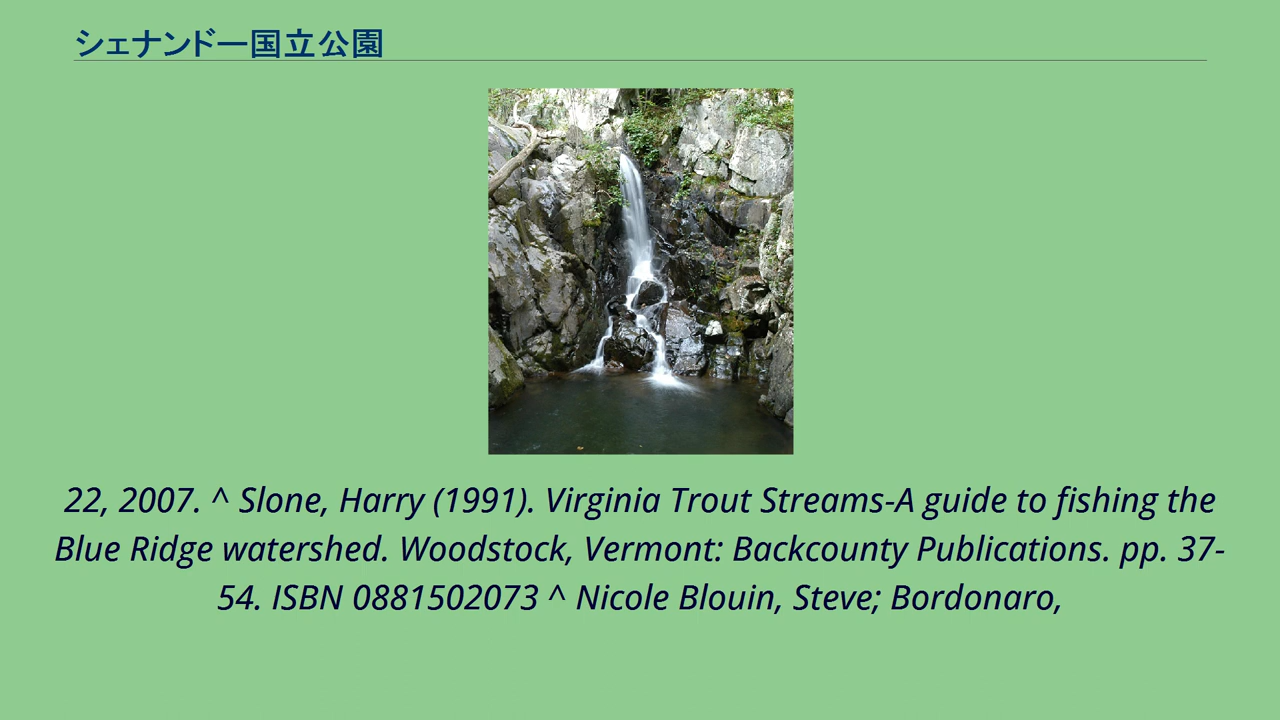 シェナンドー国立公園
22, 2007. ^ Slone, Harry (1991). Virginia Trout Streams-A guide to fishing the
Blue Ridge watershed. Woodstock, Vermont: Backcounty Publications. pp. 37-
54. ISBN 0881502073 ^ Nicole Blouin, Steve; Bordonaro,